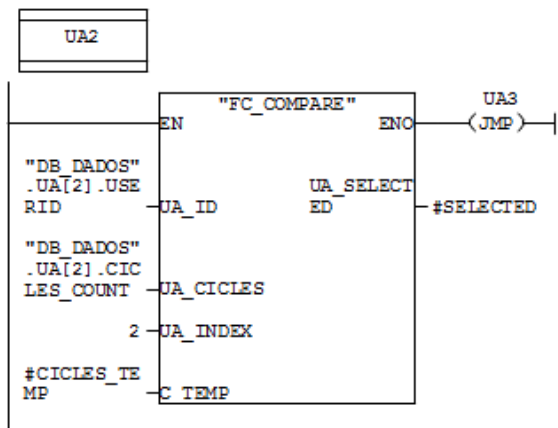 UA2
"FC_COMPARE"
UA3
EN
ENO
(JMP)
"DB_DADOS"
.UA[2].USE
RID
UA_ID
UA_SELECT
ED
#SELECTED
"DB_DADOS"
.UA[2].CIC
LES_COUNT
UA_CICLES
2
UA_INDEX
#CICLES_TE
MP
C_TEMP